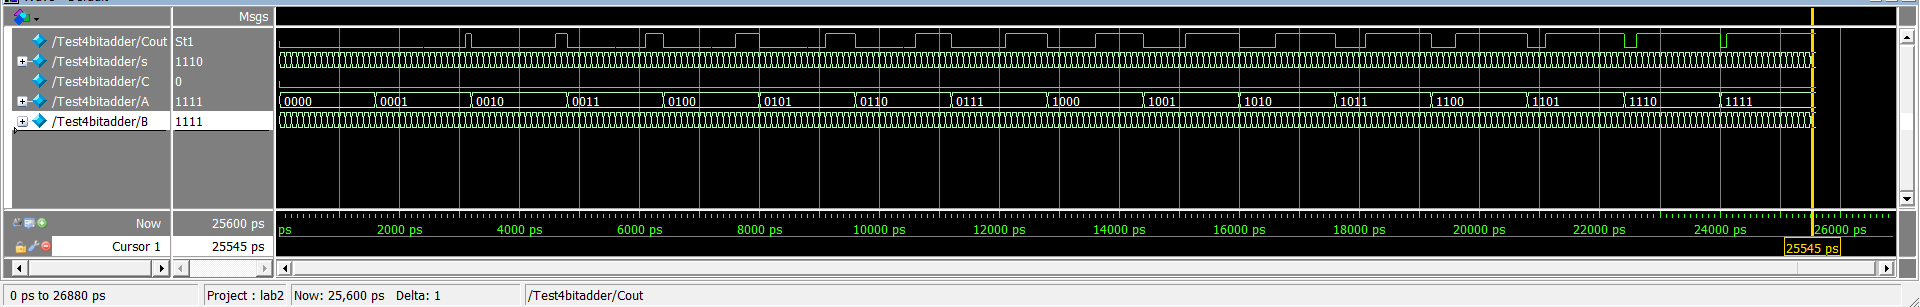 Msgs
/Test4bitadder/Cout St1
/Test4bitadder/s 1110
/Test4bitadder/C 0
/Test4bitadder/A 1111 0000 0001 0010 0011 0100 0101 0110 0111 1000 1001 1010 1011 1100 1101 1110 1111
/Test4bitadder/B 1111
Now 25600 ps ps 2000 ps 4000 ps 6000 ps 8000 ps 10000 ps 12000 ps 14000 ps 16000 ps 18000 ps 20000 ps 22000 ps 24000 ps 26000 ps
Cursor 1 25545 ps 25545 ps
0 ps to 26880 ps Project : lab2 Now: 25,600 ps Delta: 1 /Test4bitadder/Cout